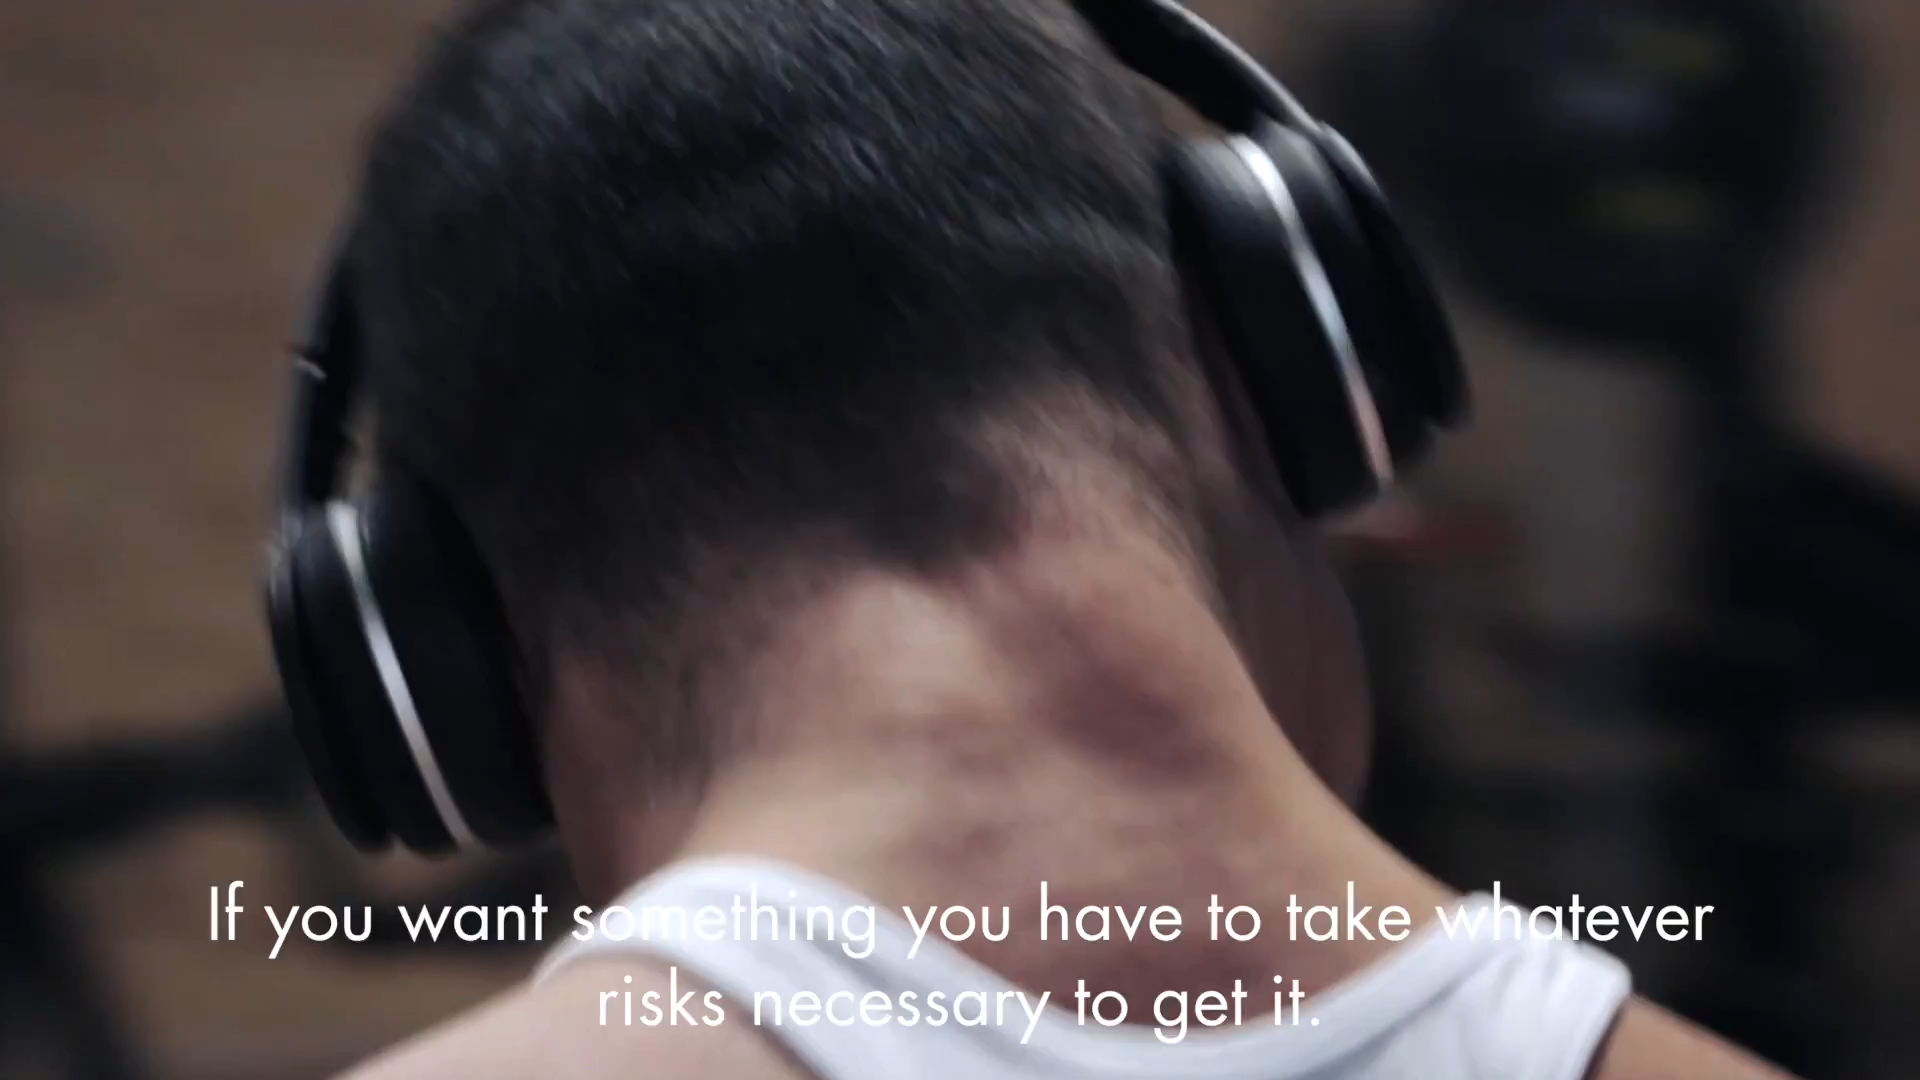 If you want something you have to take whatever
risks necessary to get it.